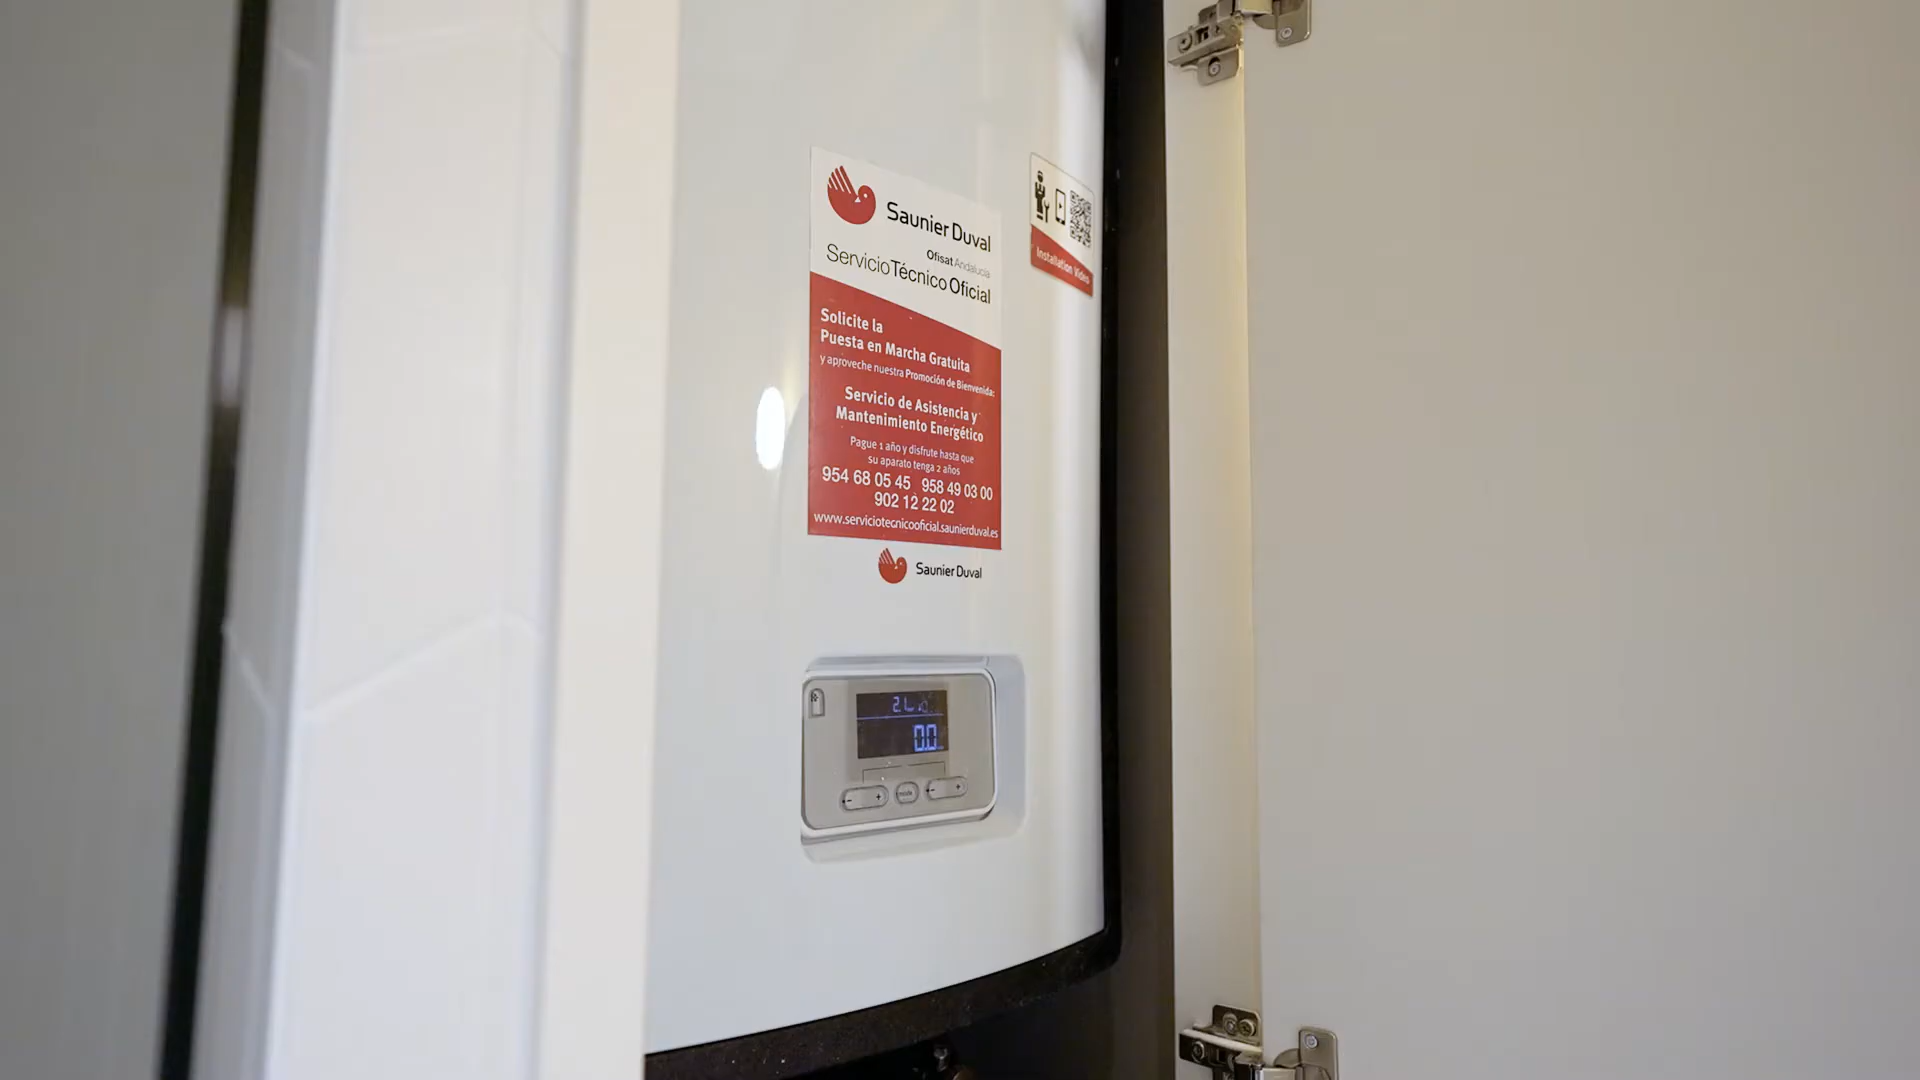 Saunier Duval
Ofisat Andalucía
Servicio Técnico Oficial
Solicite la
Puesta en Marcha Gratuita
y aproveche nuestra Promoción de Bienvenida:
Servicio de Asistencia y
Mantenimiento Energético
Pague 1 año y disfrute hasta que
su aparato tenga 2 años
954 68 05 45 958 49 03 00
902 12 22 02
www.serviciotecnicooficial.saunierduval.es
Installation Video
Saunier Duval
0.0
- + mode - +